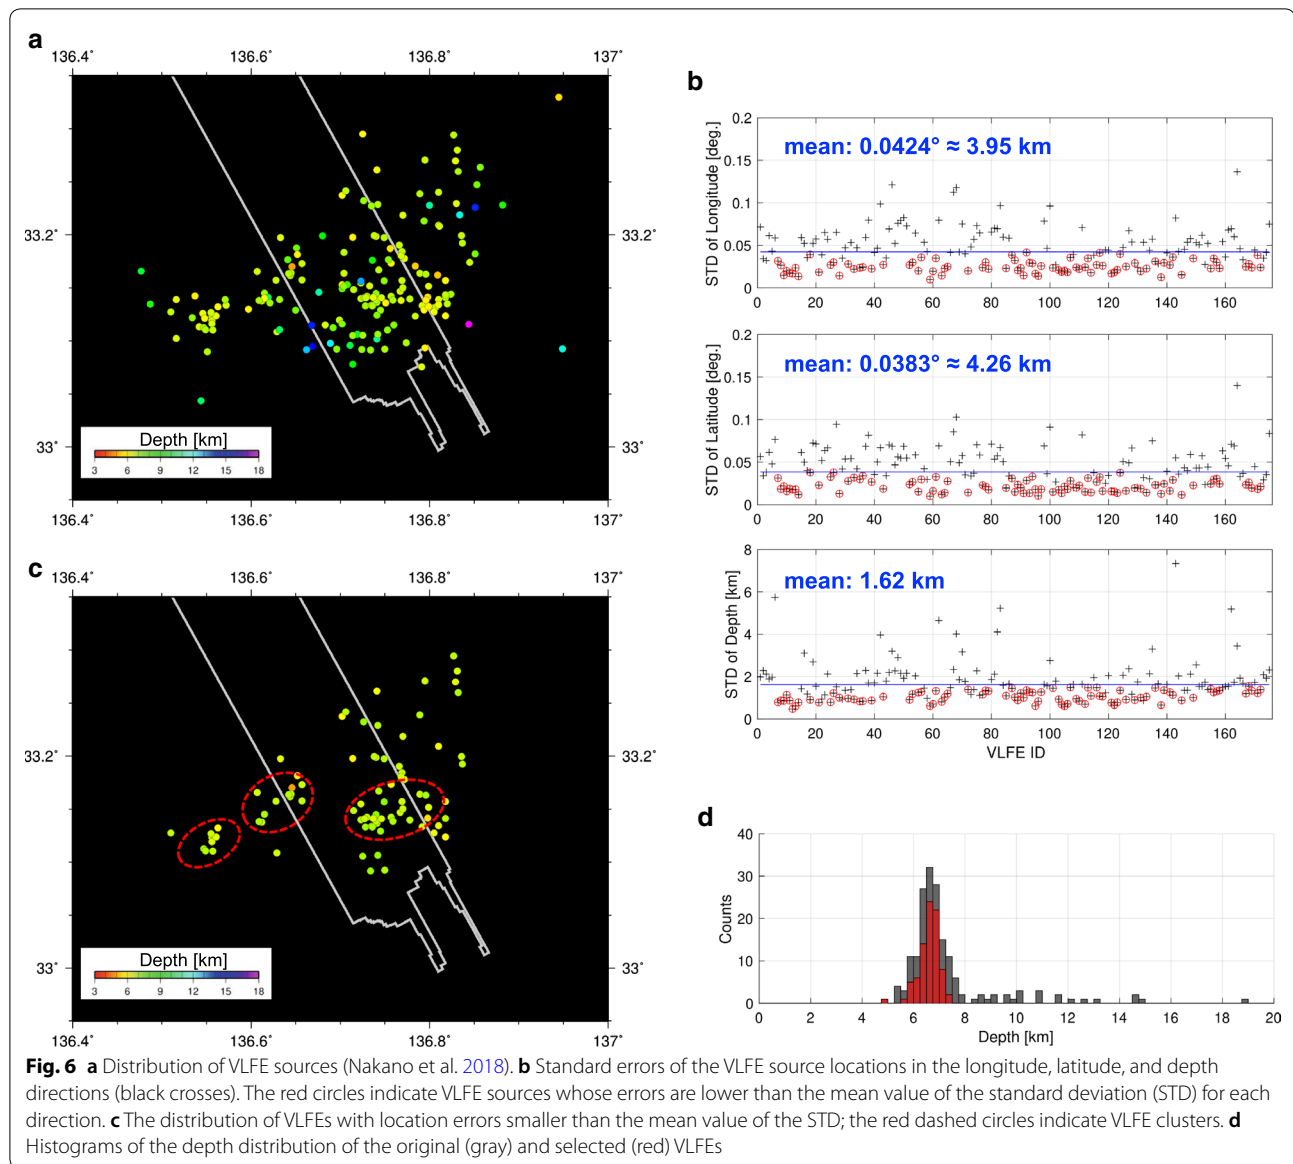 a
136.4˚ 136.6˚ 136.8˚ 137˚
33.2˚
33˚
33.2˚
33˚
Depth [km]
3 6 9 12 15 18
136.4˚ 136.6˚ 136.8˚ 137˚
b
STD of Longitude [deg.]
0.2
0.15
0.1
0.05
0
mean: 0.0424° ≈ 3.95 km
0 20 40 60 80 100 120 140 160
STD of Latitude [deg.]
0.2
0.15
0.1
0.05
0
mean: 0.0383° ≈ 4.26 km
0 20 40 60 80 100 120 140 160
STD of Depth [km]
8
6
4
2
0
mean: 1.62 km
0 20 40 60 80 100 120 140 160
VLFE ID
c
136.4˚ 136.6˚ 136.8˚ 137˚
33.2˚
33˚
33.2˚
33˚
Depth [km]
3 6 9 12 15 18
136.4˚ 136.6˚ 136.8˚ 137˚
d
Counts
40
30
20
10
0
0 2 4 6 8 10 12 14 16 18 20
Depth [km]
Fig. 6 a Distribution of VLFE sources (Nakano et al. 2018). b Standard errors of the VLFE source locations in the longitude, latitude, and depth
directions (black crosses). The red circles indicate VLFE sources whose errors are lower than the mean value of the standard deviation (STD) for each
direction. c The distribution of VLFEs with location errors smaller than the mean value of the STD; the red dashed circles indicate VLFE clusters. d
Histograms of the depth distribution of the original (gray) and selected (red) VLFEs